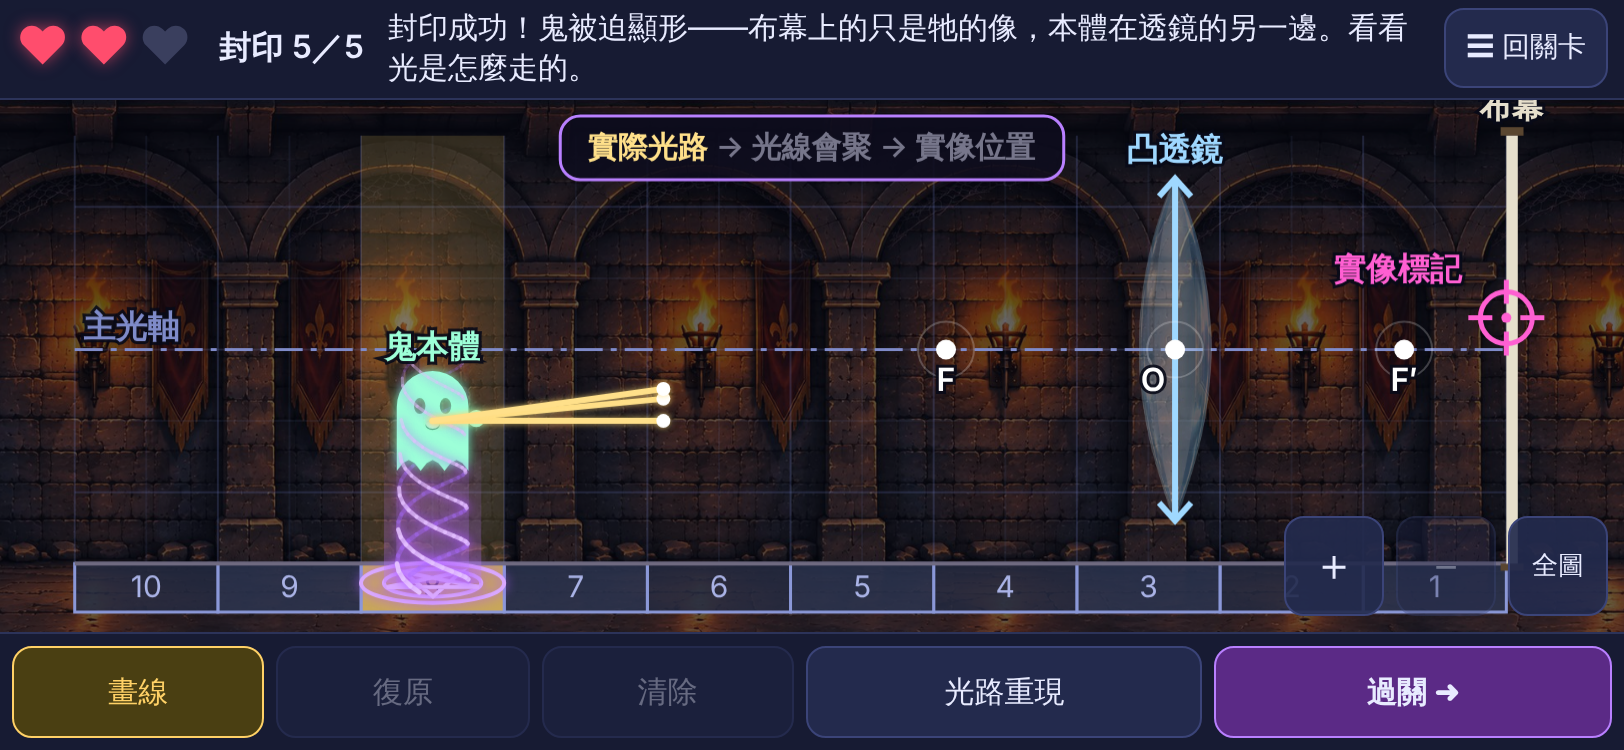 封印 5／5
封印成功！鬼被迫顯形——布幕上的只是牠的像，本體在透鏡的另一邊。看看
光是怎麼走的。
☰ 回關卡
布幕
實際光路 → 光線會聚 → 實像位置
凸透鏡
實像標記
主光軸
鬼本體
F
O
F′
10 9 7 6 5 4 3 2 1
+
−
全圖
畫線
復原
清除
光路重現
過關 ➜